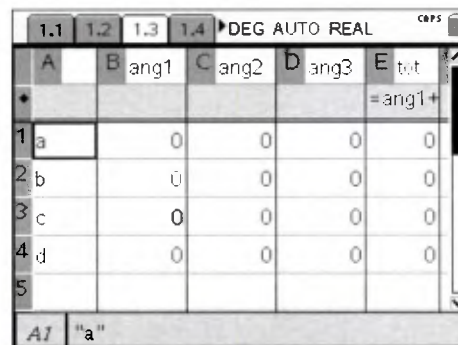 1.1 1.2 1.3 1.4 DEG AUTO REAL CAPS
A B ang1 C ang2 D ang3 E tot
=ang1+
1 a 0 0 0 0
2 b 0 0 0 0
3 c 0 0 0 0
4 d 0 0 0 0
5
A1 "a"